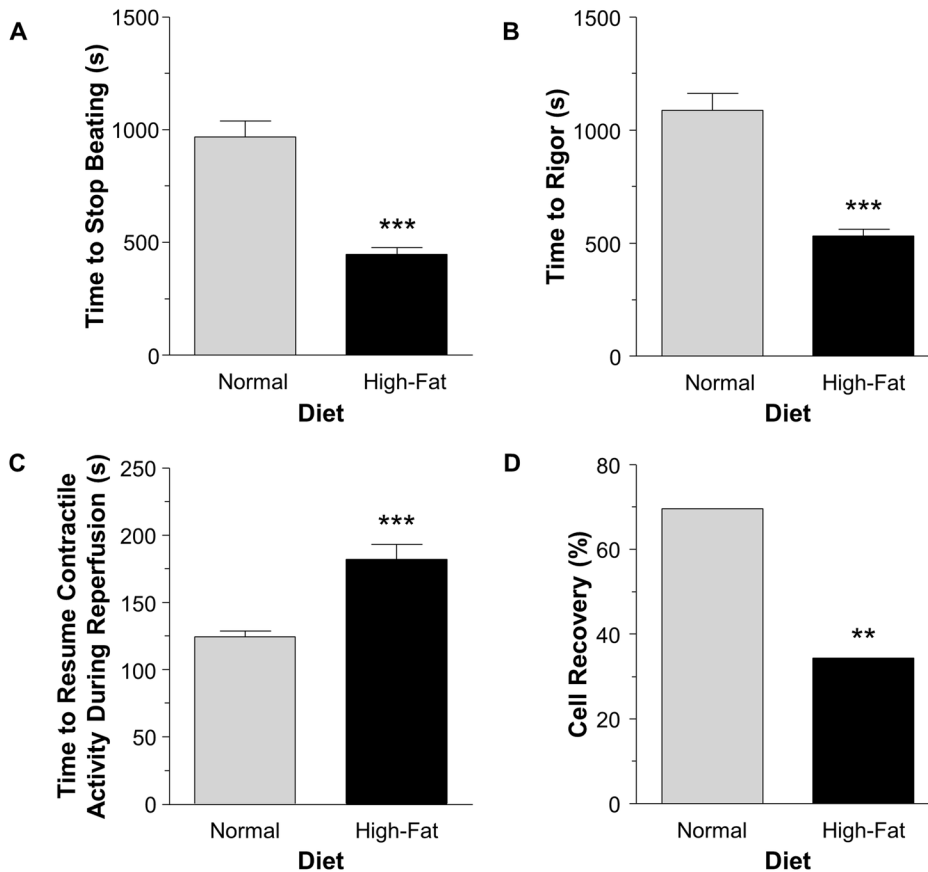 A
Time to Stop Beating (s)
1500
1000
500
0
***
Normal
High-Fat
Diet
B
Time to Rigor (s)
1500
1000
500
0
***
Normal
High-Fat
Diet
C
Time to Resume Contractile
Activity During Reperfusion (s)
250
200
150
100
50
0
***
Normal
High-Fat
Diet
D
Cell Recovery (%)
80
60
40
20
0
**
Normal
High-Fat
Diet